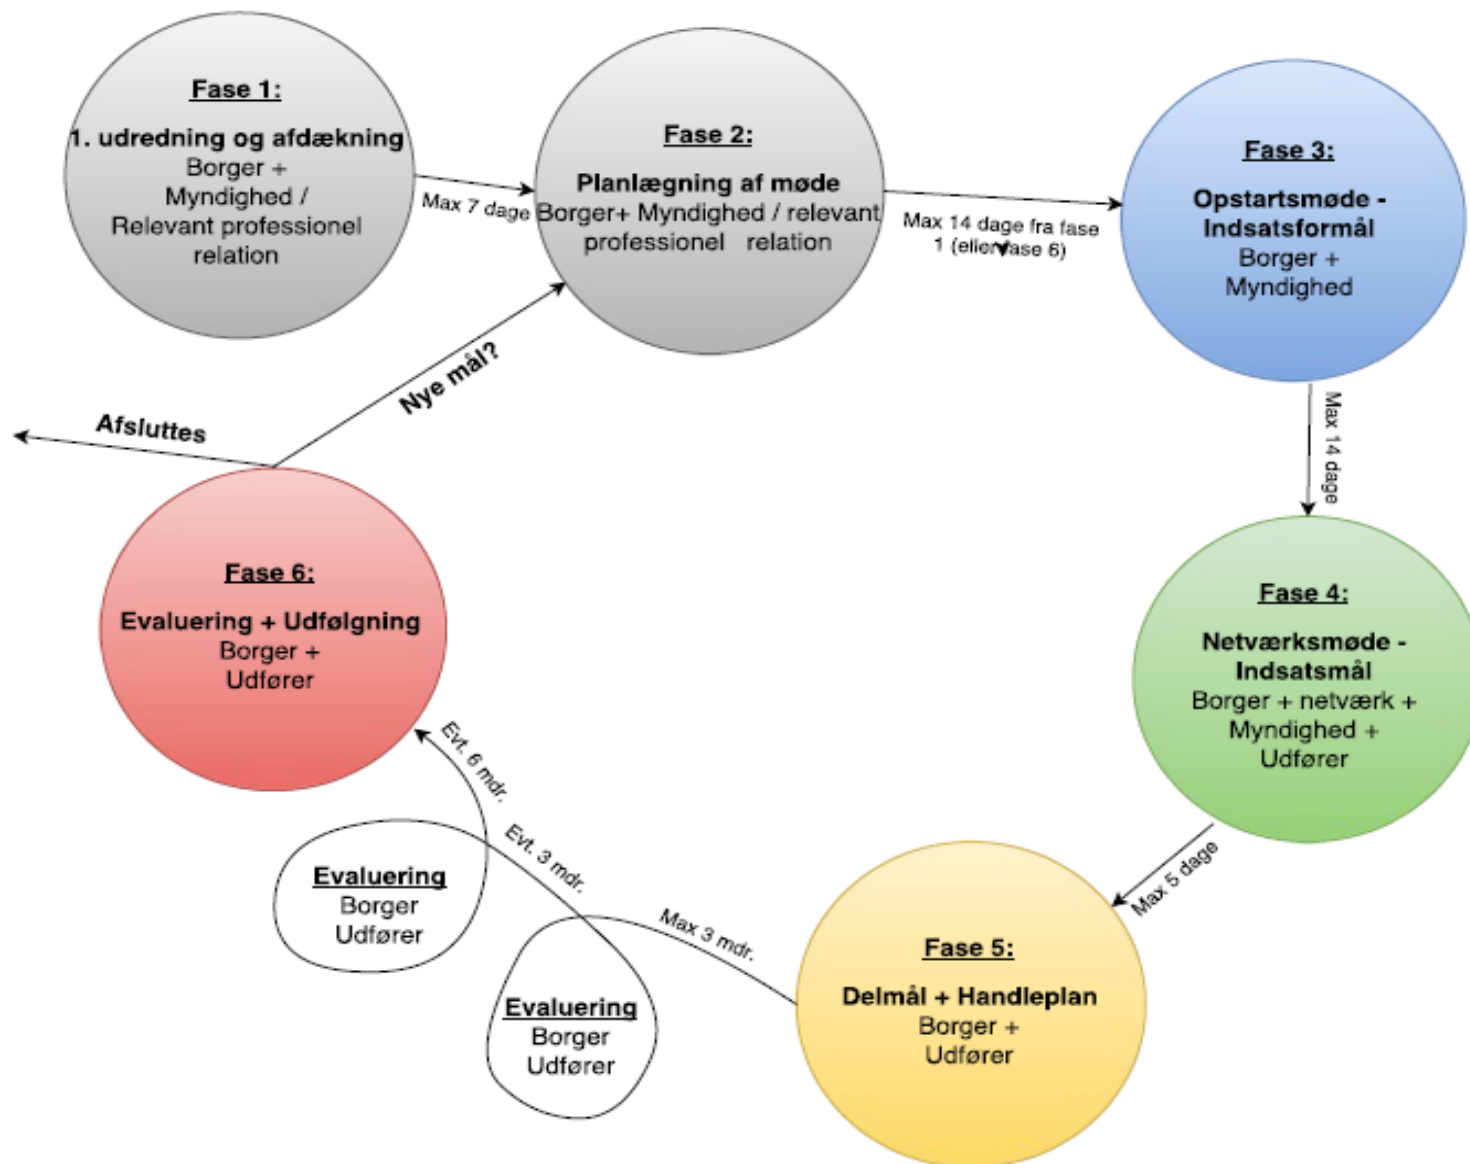 Fase 1:
1. udredning og afdækning
Borger +
Myndighed /
Relevant professionel
relation
Max 7 dage
Fase 2:
Planlægning af møde
Borger+ Myndighed / relevant
professionel relation
Max 14 dage fra fase
1 (eller fase 6)
Fase 3:
Opstartsmøde -
Indsatsformål
Borger +
Myndighed
Max 14 dage
Fase 4:
Netværksmøde -
Indsatsmål
Borger + netværk +
Myndighed +
Udfører
Max 5 dage
Fase 5:
Delmål + Handleplan
Borger +
Udfører
Max 3 mdr.
Evaluering
Borger
Udfører
Evt. 3 mdr.
Evaluering
Borger
Udfører
Evt. 6 mdr.
Fase 6:
Evaluering + Udfølgning
Borger +
Udfører
Afsluttes
Nye mål?